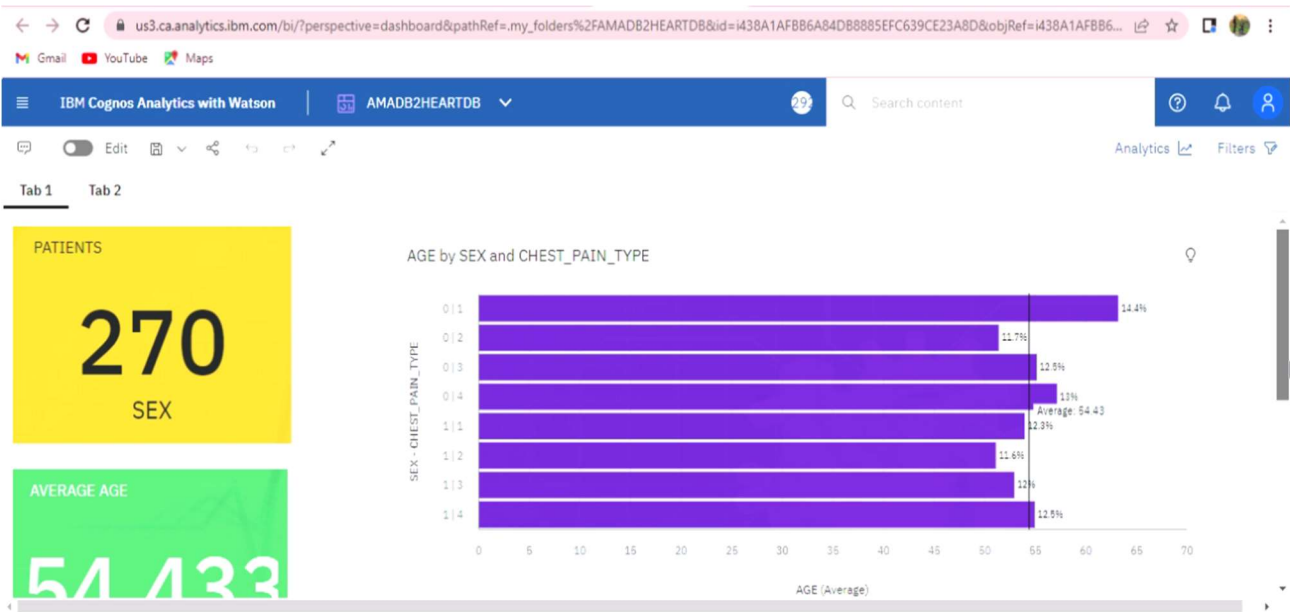 us3.ca.analytics.ibm.com/bi/?perspective=dashboard&pathRef=.my_folders%2FAMADB2HEARTDB&id=i438A1AFBB6A84DB8885EFC639CE23A8D&objRef=i438A1AFBB6...
Gmail YouTube Maps
IBM Cognos Analytics with Watson AMADB2HEARTDB 292 Search content
Edit Analytics Filters
Tab 1 Tab 2
PATIENTS
270
SEX
AVERAGE AGE
54.433
AGE by SEX and CHEST_PAIN_TYPE
SEX - CHEST_PAIN_TYPE
0|1 14.4%
0|2 11.7%
0|3 12.5%
0|4 13%
Average: 54.43
1|1 12.3%
1|2 11.6%
1|3 12%
1|4 12.5%
0 5 10 15 20 25 30 35 40 45 50 55 60 65 70
AGE (Average)